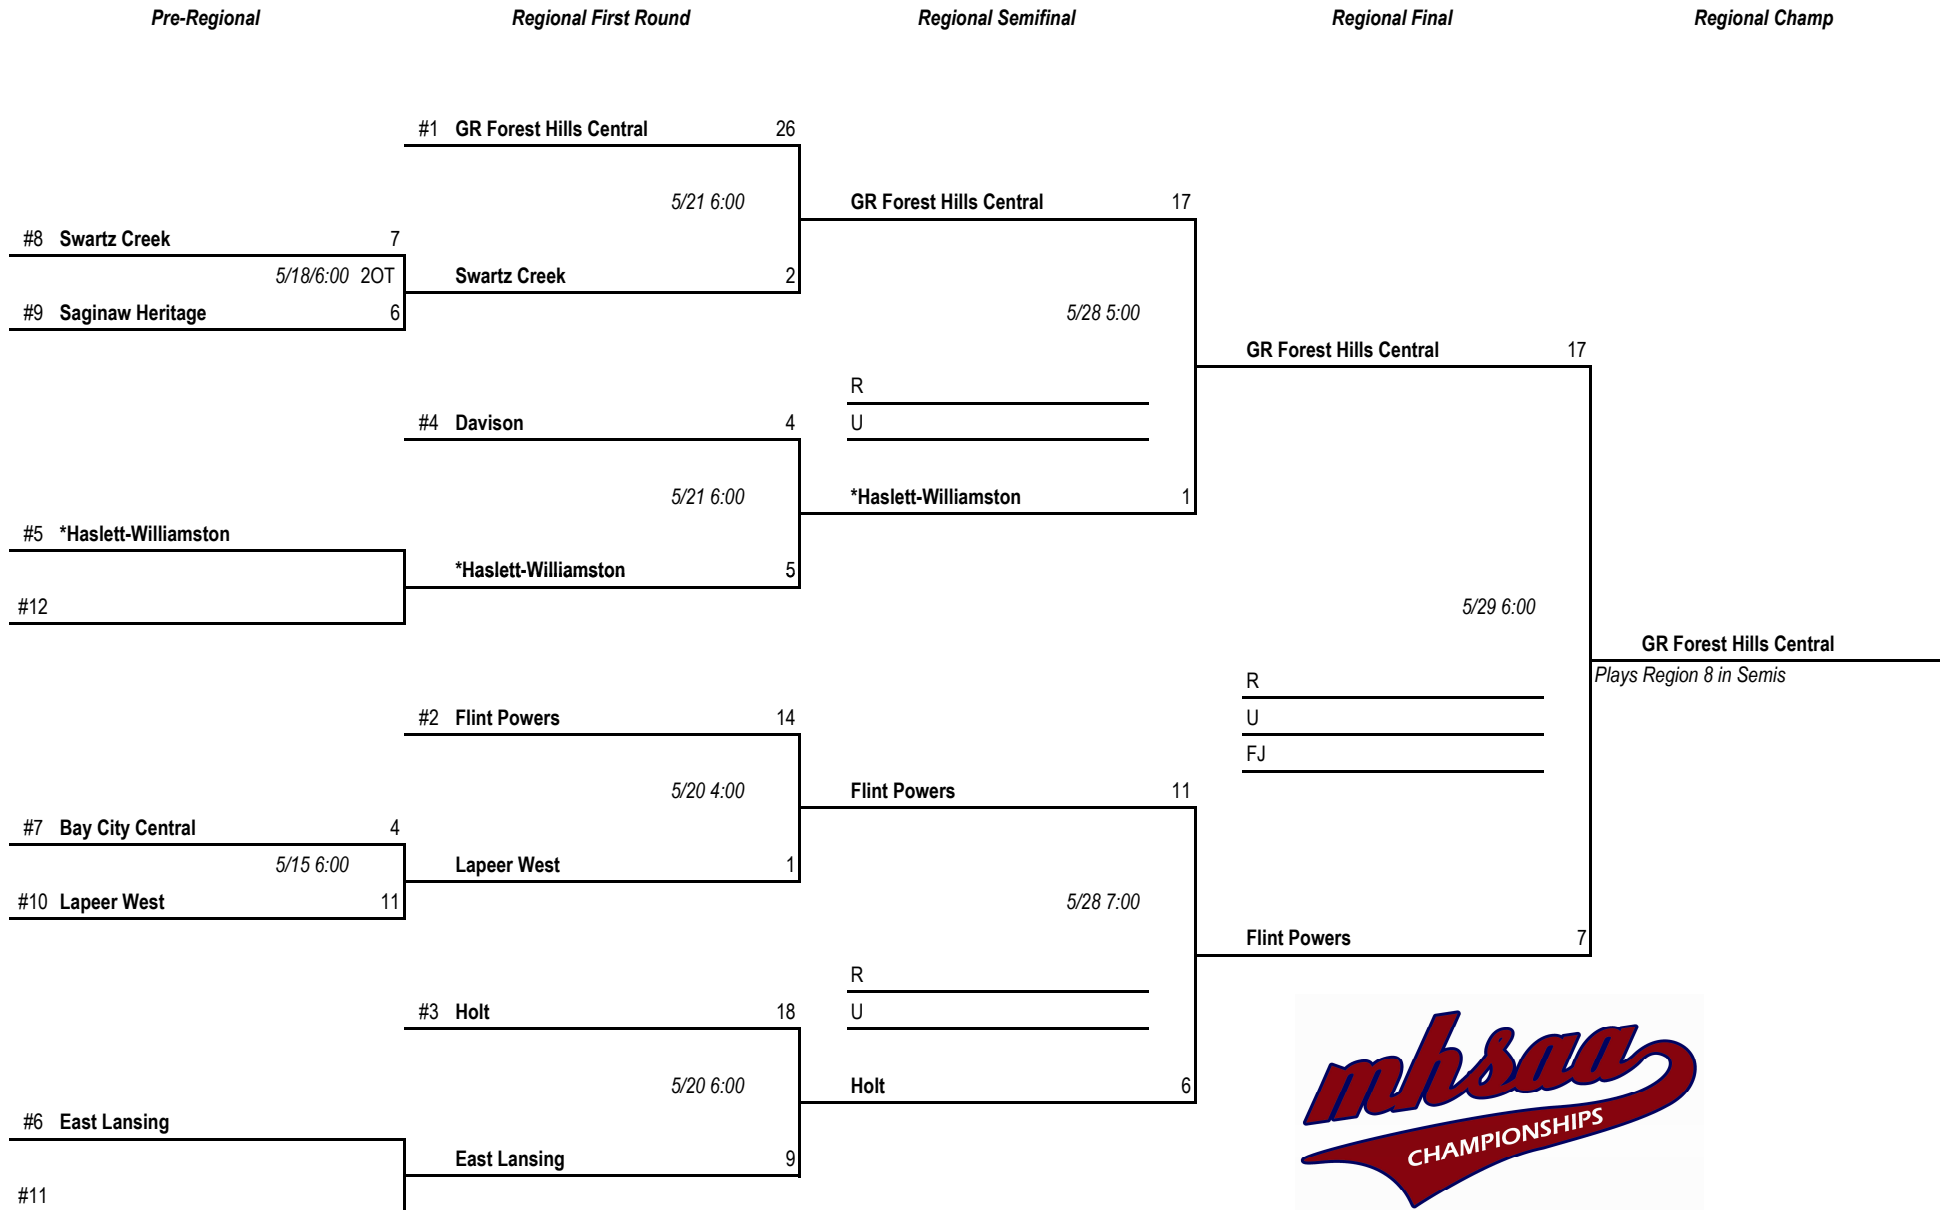 Pre-Regional Regional First Round Regional Semifinal Regional Final Regional Champ
#1 GR Forest Hills Central 26
5/21 6:00 GR Forest Hills Central 17
#8 Swartz Creek 7
5/18/6:00 2OT Swartz Creek 2
#9 Saginaw Heritage 6 5/28 5:00
GR Forest Hills Central 17
R
#4 Davison 4 U
5/21 6:00 *Haslett-Williamston 1
#5 *Haslett-Williamston
*Haslett-Williamston 5
#12 5/29 6:00
GR Forest Hills Central
R Plays Region 8 in Semis
#2 Flint Powers 14 U
FJ
5/20 4:00 Flint Powers 11
#7 Bay City Central 4
5/15 6:00 Lapeer West 1
#10 Lapeer West 11 5/28 7:00
Flint Powers 7
R
#3 Holt 18 U
5/20 6:00 Holt 6
mhsaa
#6 East Lansing
CHAMPIONSHIPS
East Lansing 9
#11